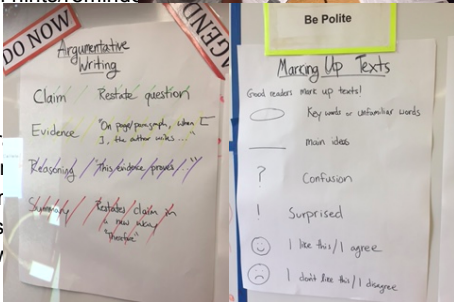 DO NOW
AGENDA
Argumentative
Writing
Claim Restate question
Evidence "On page/paragraph, when
I, the author writes ..."
Reasoning "This evidence proves..."
Summary Restates claim in
a new way
"therefore"
Be Polite
Marking Up Texts
Good readers mark up texts!
Key words or unfamiliar words
main idea
? Confusion
! Surprised
I like this/I agree
I don't like this/I disagree